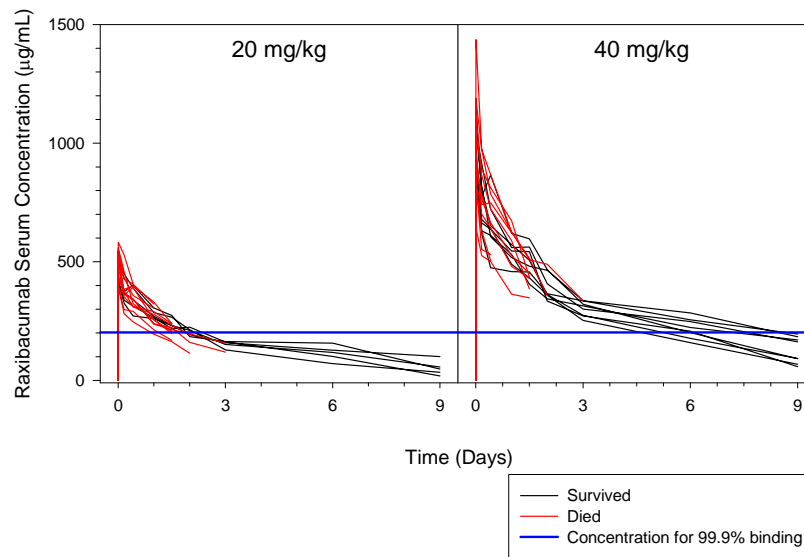 20 mg/kg
40 mg/kg
Raxibacumab Serum Concentration (μg/mL)
1500
1000
500
0
0 3 6 9
0 3 6 9
Time (Days)
Survived
Died
Concentration for 99.9% binding